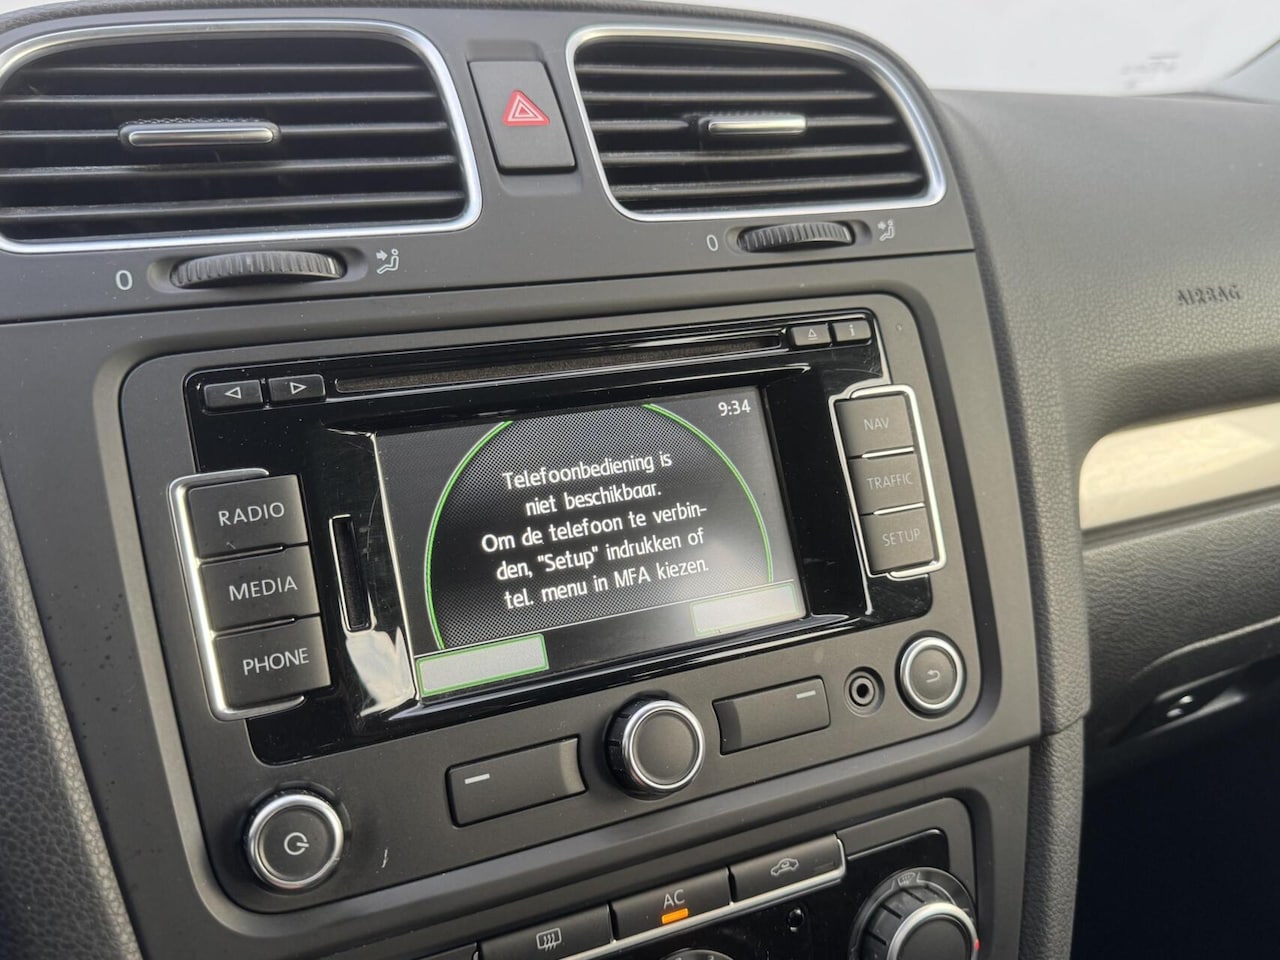 0
0
AIRBAG
i
9:34
NAV
TRAFFIC
SETUP
RADIO
MEDIA
PHONE
Telefoonbediening is
niet beschikbaar.
Om de telefoon te verbin-
den, "Setup" indrukken of
tel. menu in MFA kiezen.
AC